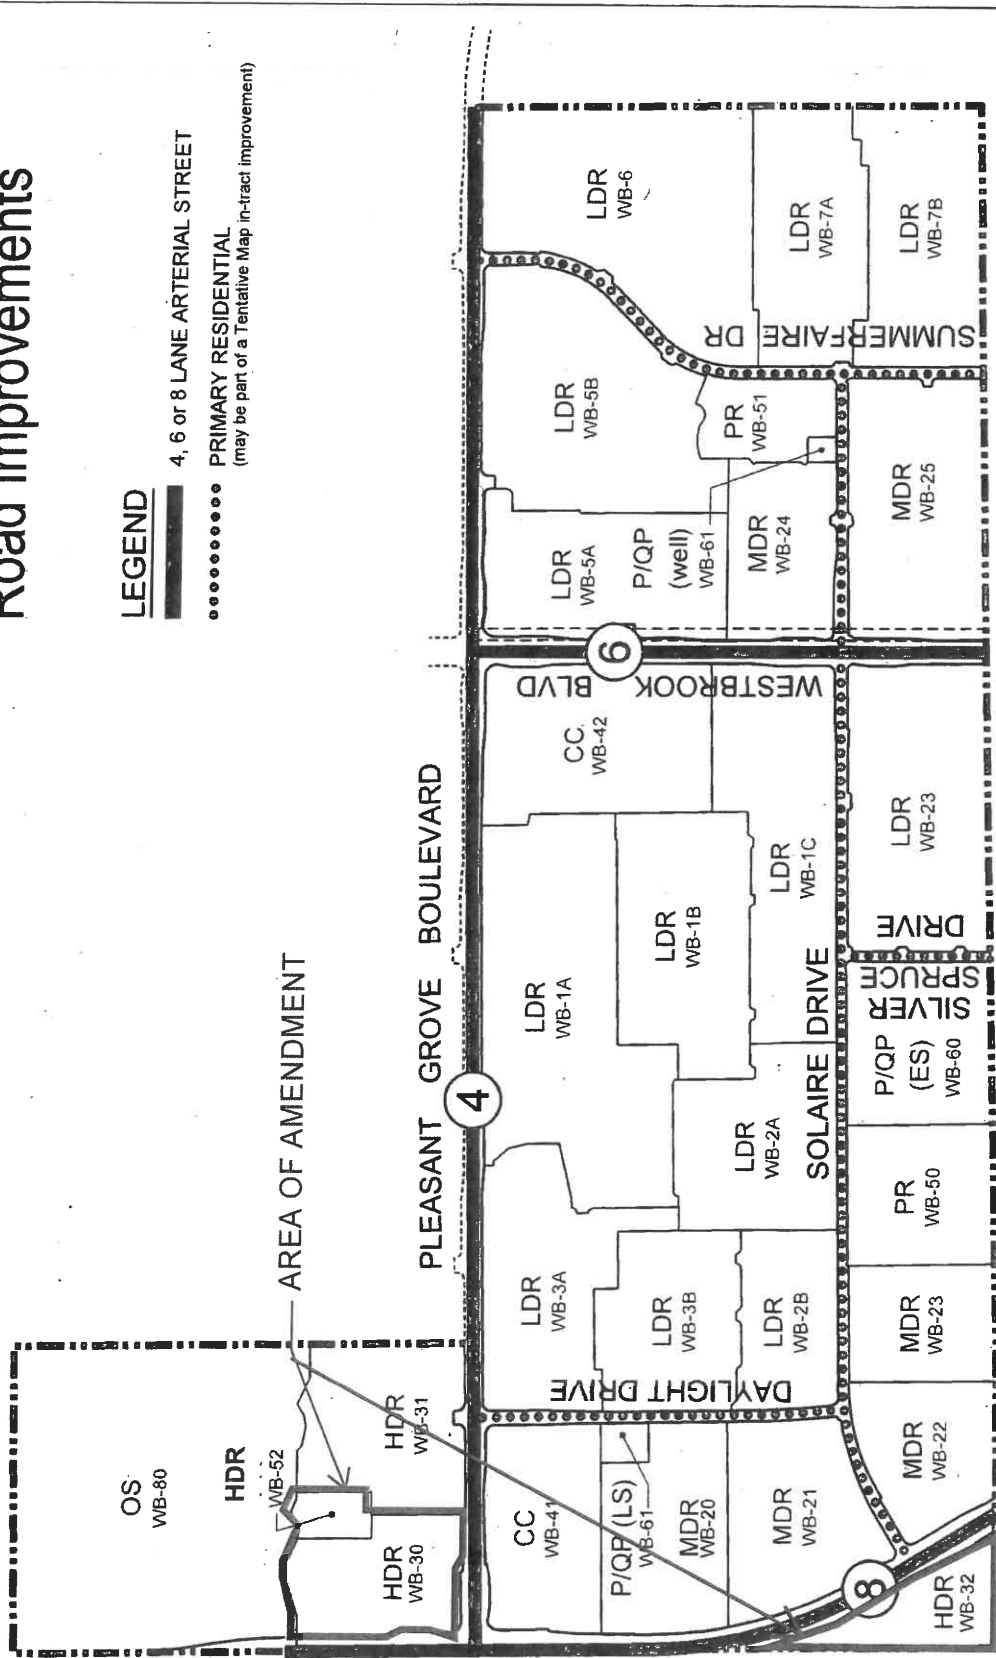 Road Improvements
LEGEND
4, 6 or 8 LANE ARTERIAL STREET
PRIMARY RESIDENTIAL
(may be part of a Tentative Map in-tract improvement)
AREA OF AMENDMENT
PLEASANT GROVE BOULEVARD
OS
WB-80
HDR
WB-52
HDR
WB-31
HDR
WB-30
4
6
8
CC
WB-41
P/QP (LS)
WB-61
MDR
WB-20
MDR
WB-21
MDR
WB-22
HDR
WB-32
DAYLIGHT DRIVE
LDR
WB-3A
LDR
WB-3B
LDR
WB-2B
MDR
WB-23
PR
WB-50
LDR
WB-2A
LDR
WB-1A
LDR
WB-1B
LDR
WB-1C
SOLAIRE DRIVE
P/QP
(ES)
WB-60
SILVER
SPRUCE
DRIVE
LDR
WB-23
CC.
WB-42
WESTBROOK BLVD
LDR
WB-5A
P/QP
(well)
WB-61
MDR
WB-24
LDR
WB-5B
PR
WB-51
MDR
WB-25
SUMMERFAIRE DR
LDR
WB-6
LDR
WB-7A
LDR
WB-7B